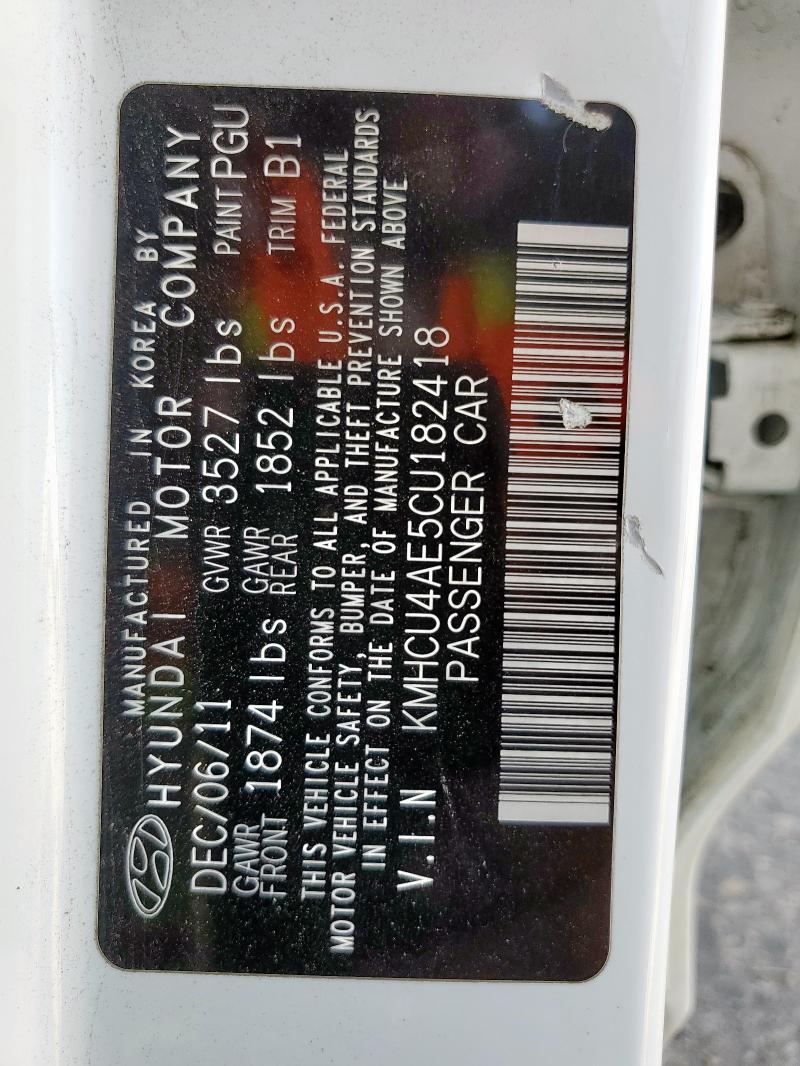 MANUFACTURED IN KOREA BY
HYUNDAI MOTOR COMPANY
DEC/06/11 GVWR 3527 lbs PAINT PGU
GAWR FRONT 1874 lbs GAWR REAR 1852 lbs TRIM B1
THIS VEHICLE CONFORMS TO ALL APPLICABLE U.S.A. FEDERAL
MOTOR VEHICLE SAFETY, BUMPER, AND THEFT PREVENTION STANDARDS
IN EFFECT ON THE DATE OF MANUFACTURE SHOWN ABOVE
V.I.N KMHCU4AE5CU182418
PASSENGER CAR